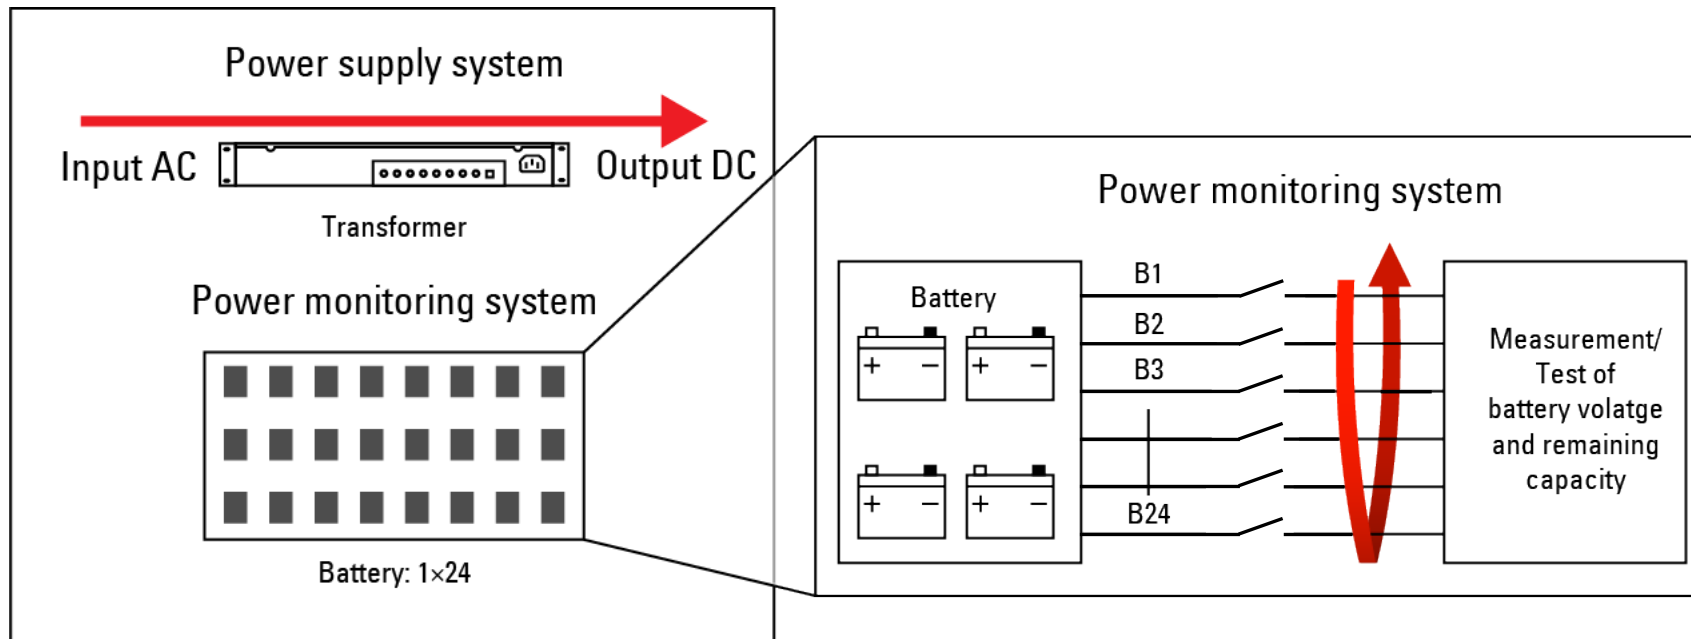 Power supply system
Input AC
Output DC
Transformer
Power monitoring system
Battery: 1×24
Power monitoring system
Battery
+ − + −
+ − + −
B1
B2
B3
B24
Measurement/
Test of
battery volatge
and remaining
capacity